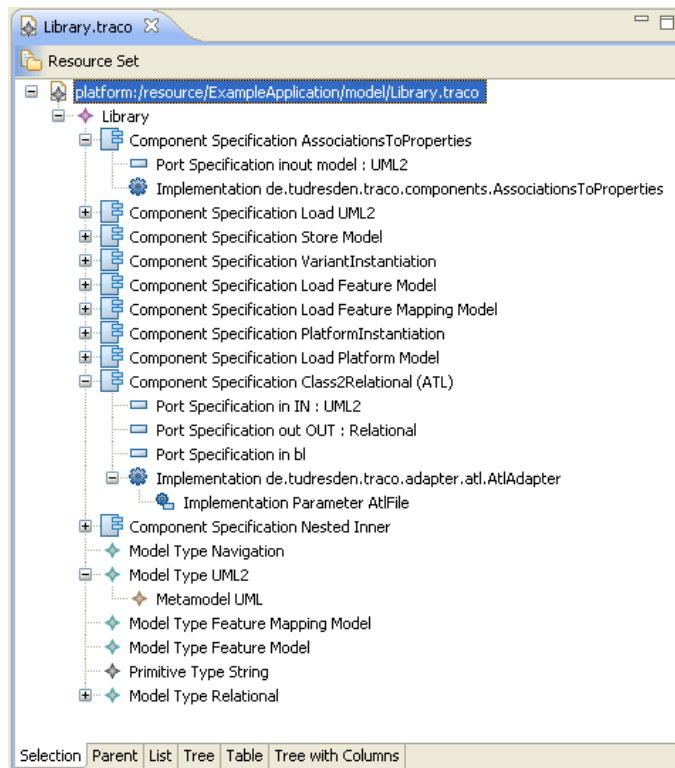 Library.traco
Resource Set
platform:/resource/ExampleApplication/model/Library.traco
Library
Component Specification AssociationsToProperties
Port Specification inout model : UML2
Implementation de.tudresden.traco.components.AssociationsToProperties
Component Specification Load UML2
Component Specification Store Model
Component Specification VariantInstantiation
Component Specification Load Feature Model
Component Specification Load Feature Mapping Model
Component Specification PlatformInstantiation
Component Specification Load Platform Model
Component Specification Class2Relational (ATL)
Port Specification in IN : UML2
Port Specification out OUT : Relational
Port Specification in bl
Implementation de.tudresden.traco.adapter.atl.AtlAdapter
Implementation Parameter AtlFile
Component Specification Nested Inner
Model Type Navigation
Model Type UML2
Metamodel UML
Model Type Feature Mapping Model
Model Type Feature Model
Primitive Type String
Model Type Relational
Selection Parent List Tree Table Tree with Columns